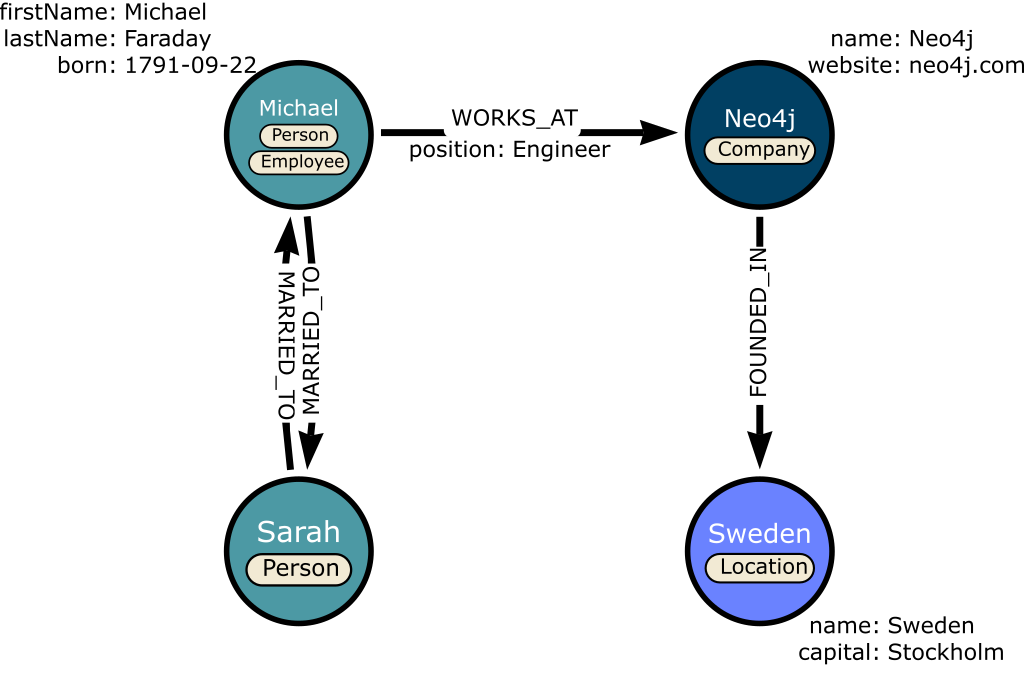 firstName: Michael
lastName: Faraday
born: 1791-09-22
name: Neo4j
website: neo4j.com
Michael
Person
Employee
WORKS_AT
position: Engineer
Neo4j
Company
MARRIED_TO
MARRIED_TO
FOUNDED_IN
Sarah
Person
Sweden
Location
name: Sweden
capital: Stockholm